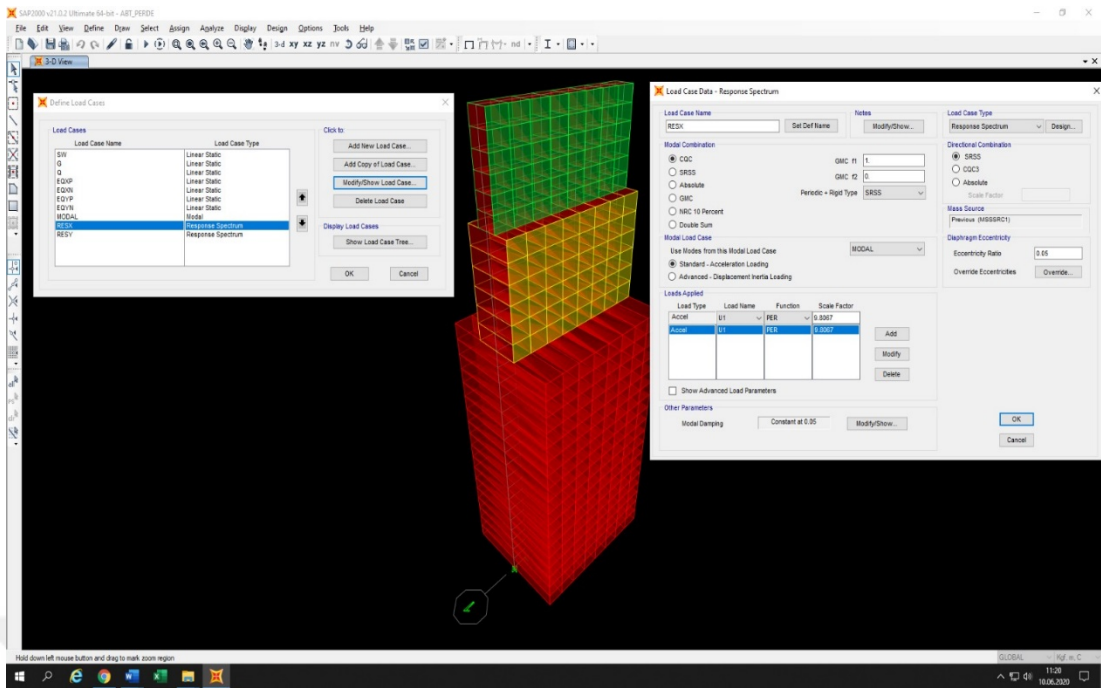 SAP2000 v21.0.2 Ultimate 64-bit - ABT_PERDE
File Edit View Define Draw Select Assign Analyze Display Design Options Tools Help
3-d xy xz yz nv
nd
3-D View
Define Load Cases
Load Cases
Load Case Name Load Case Type
SW Linear Static
G Linear Static
Q Linear Static
EQXP Linear Static
EQXN Linear Static
EQYP Linear Static
EQYN Linear Static
MODAL Modal
RESX Response Spectrum
RESY Response Spectrum
Click to:
Add New Load Case...
Add Copy of Load Case...
Modify/Show Load Case...
Delete Load Case
Display Load Cases
Show Load Case Tree...
OK Cancel
Load Case Data - Response Spectrum
Load Case Name
RESX Set Def Name
Notes
Modify/Show...
Load Case Type
Response Spectrum Design...
Modal Combination
CQC
SRSS
Absolute
GMC
NRC 10 Percent
Double Sum
GMC f1 1.
GMC f2 0.
Periodic + Rigid Type SRSS
Directional Combination
SRSS
CQC3
Absolute
Scale Factor
Mass Source
Previous (MSSSRC1)
Modal Load Case
Use Modes from this Modal Load Case MODAL
Standard - Acceleration Loading
Advanced - Displacement Inertia Loading
Diaphragm Eccentricity
Eccentricity Ratio 0.05
Override Eccentricities Override...
Loads Applied
Load Type Load Name Function Scale Factor
Accel U1 PER 9.8067
Accel U1 PER 9.8067
Add
Modify
Delete
Show Advanced Load Parameters
Other Parameters
Modal Damping Constant at 0.05 Modify/Show...
OK
Cancel
Hold down left mouse button and drag to mark zoom region
GLOBAL Kgf, m, C
11:20
10.06.2020